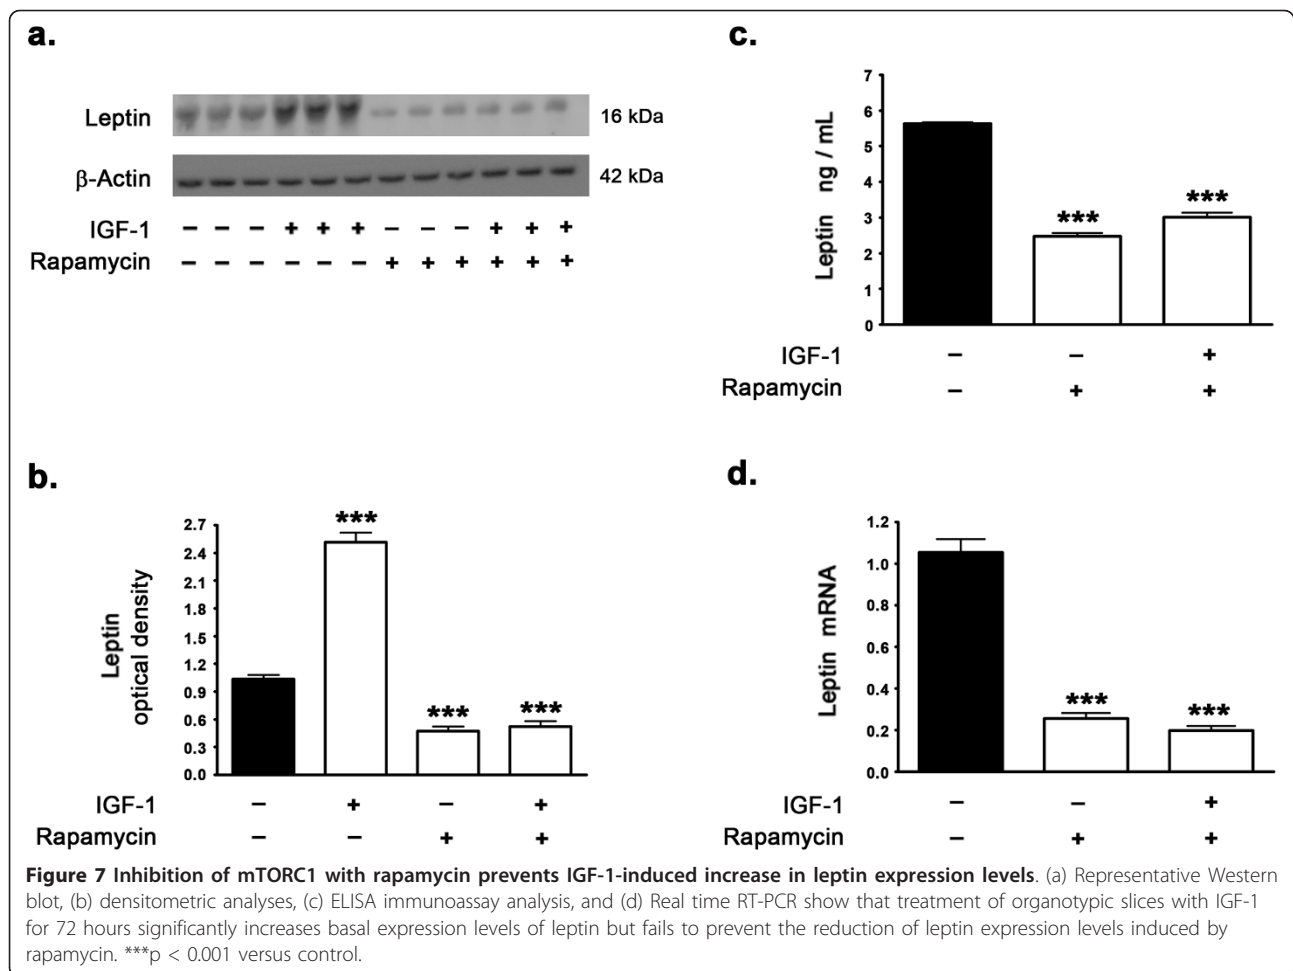 a.
Leptin 16 kDa
β-Actin 42 kDa
IGF-1 – – – + + + – – – + + +
Rapamycin – – – – – – + + + + + +
b.
Leptin
optical density
2.7
2.4
2.1
1.8
1.5
1.2
0.9
0.6
0.3
0.0
*** *** ***
IGF-1 – + – +
Rapamycin – – + +
c.
Leptin ng / mL
7
6
5
4
3
2
1
0
*** ***
IGF-1 – – +
Rapamycin – + +
d.
Leptin mRNA
1.2
1.0
0.8
0.6
0.4
0.2
0.0
*** ***
IGF-1 – – +
Rapamycin – + +
Figure 7 Inhibition of mTORC1 with rapamycin prevents IGF-1-induced increase in leptin expression levels. (a) Representative Western
blot, (b) densitometric analyses, (c) ELISA immunoassay analysis, and (d) Real time RT-PCR show that treatment of organotypic slices with IGF-1
for 72 hours significantly increases basal expression levels of leptin but fails to prevent the reduction of leptin expression levels induced by
rapamycin. ***p < 0.001 versus control.